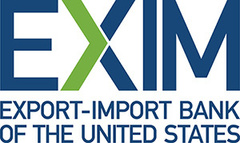 EXIM
EXPORT-IMPORT BANK
OF THE UNITED STATES